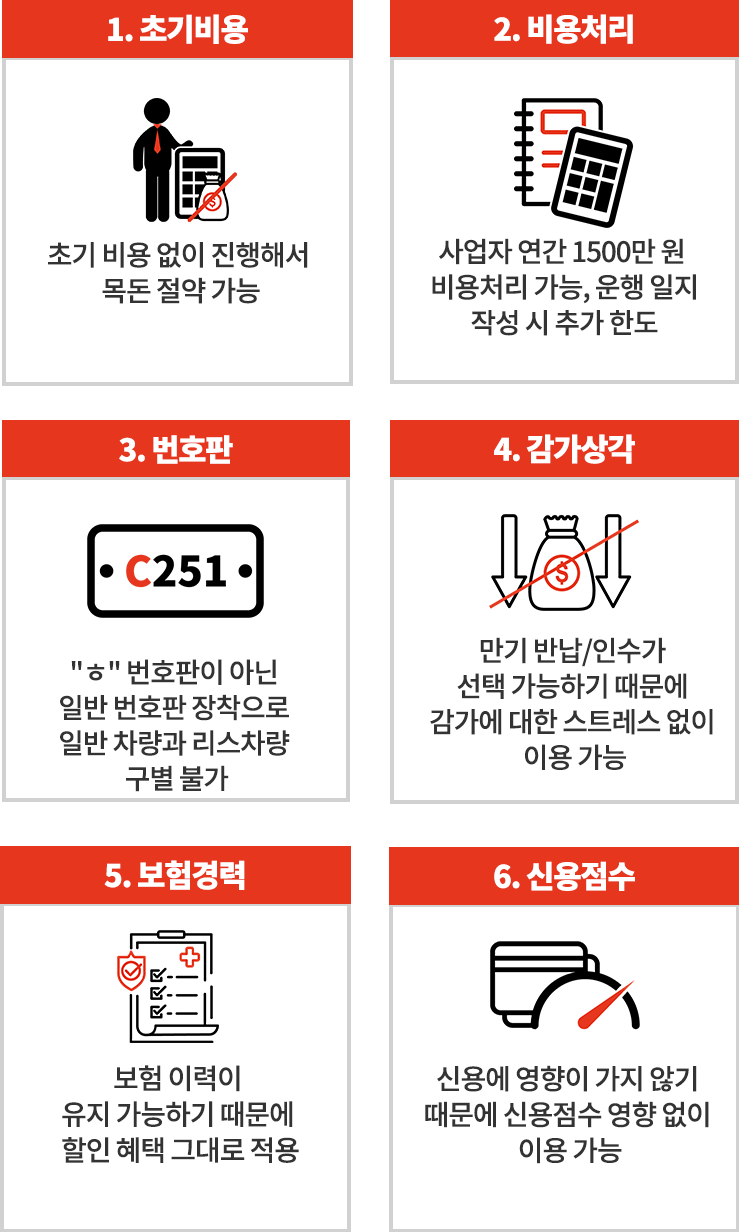 1. 초기비용
초기 비용 없이 진행해서
목돈 절약 가능
2. 비용처리
사업자 연간 1500만 원
비용처리 가능, 운행 일지
작성 시 추가 한도
3. 번호판
C251
"ㅎ" 번호판이 아닌
일반 번호판 장착으로
일반 차량과 리스차량
구별 불가
4. 감가상각
$
만기 반납/인수가
선택 가능하기 때문에
감가에 대한 스트레스 없이
이용 가능
5. 보험경력
보험 이력이
유지 가능하기 때문에
할인 혜택 그대로 적용
6. 신용점수
신용에 영향이 가지 않기
때문에 신용점수 영향 없이
이용 가능